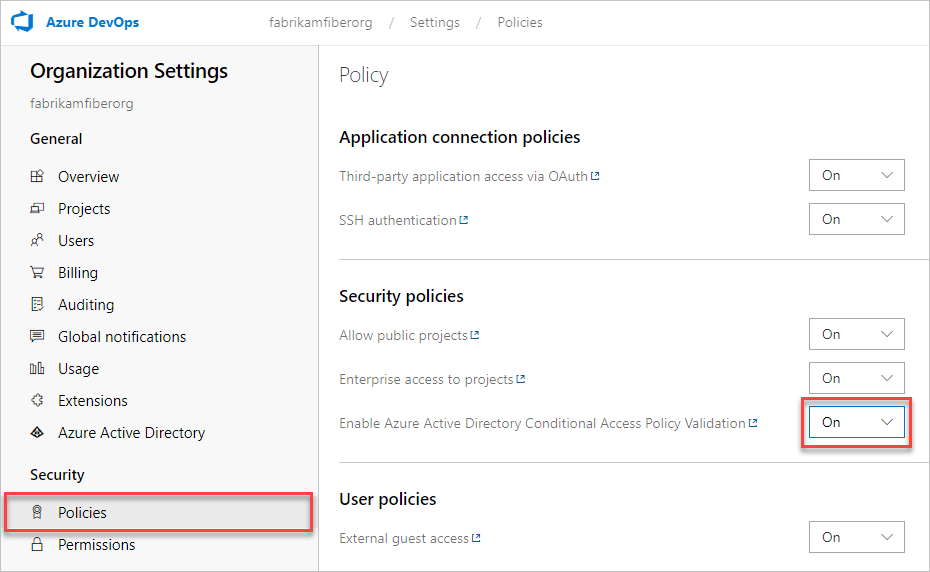 Azure DevOps
fabrikamfiberorg / Settings / Policies
Organization Settings
fabrikamfiberorg
General
Overview
Projects
Users
Billing
Auditing
Global notifications
Usage
Extensions
Azure Active Directory
Security
Policies
Permissions
Policy
Application connection policies
Third-party application access via OAuth On
SSH authentication On
Security policies
Allow public projects On
Enterprise access to projects On
Enable Azure Active Directory Conditional Access Policy Validation On
User policies
External guest access On